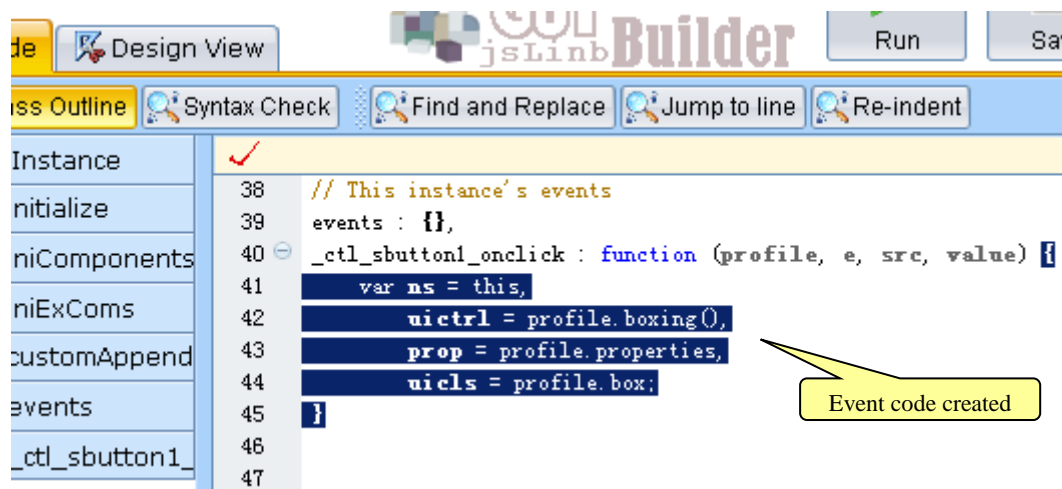 de Design View jsLinb Builder Run Sa
ass Outline Syntax Check Find and Replace Jump to line Re-indent
Instance
nitialize
niComponents
niExComs
customAppend
events
_ctl_sbutton1_
38 // This instance's events
39 events : {},
40 _ctl_sbutton1_onclick : function (profile, e, src, value) {
41 var ns = this,
42 uictrl = profile.boxing(),
43 prop = profile.properties,
44 uicls = profile.box;
45 }
46
47
Event code created